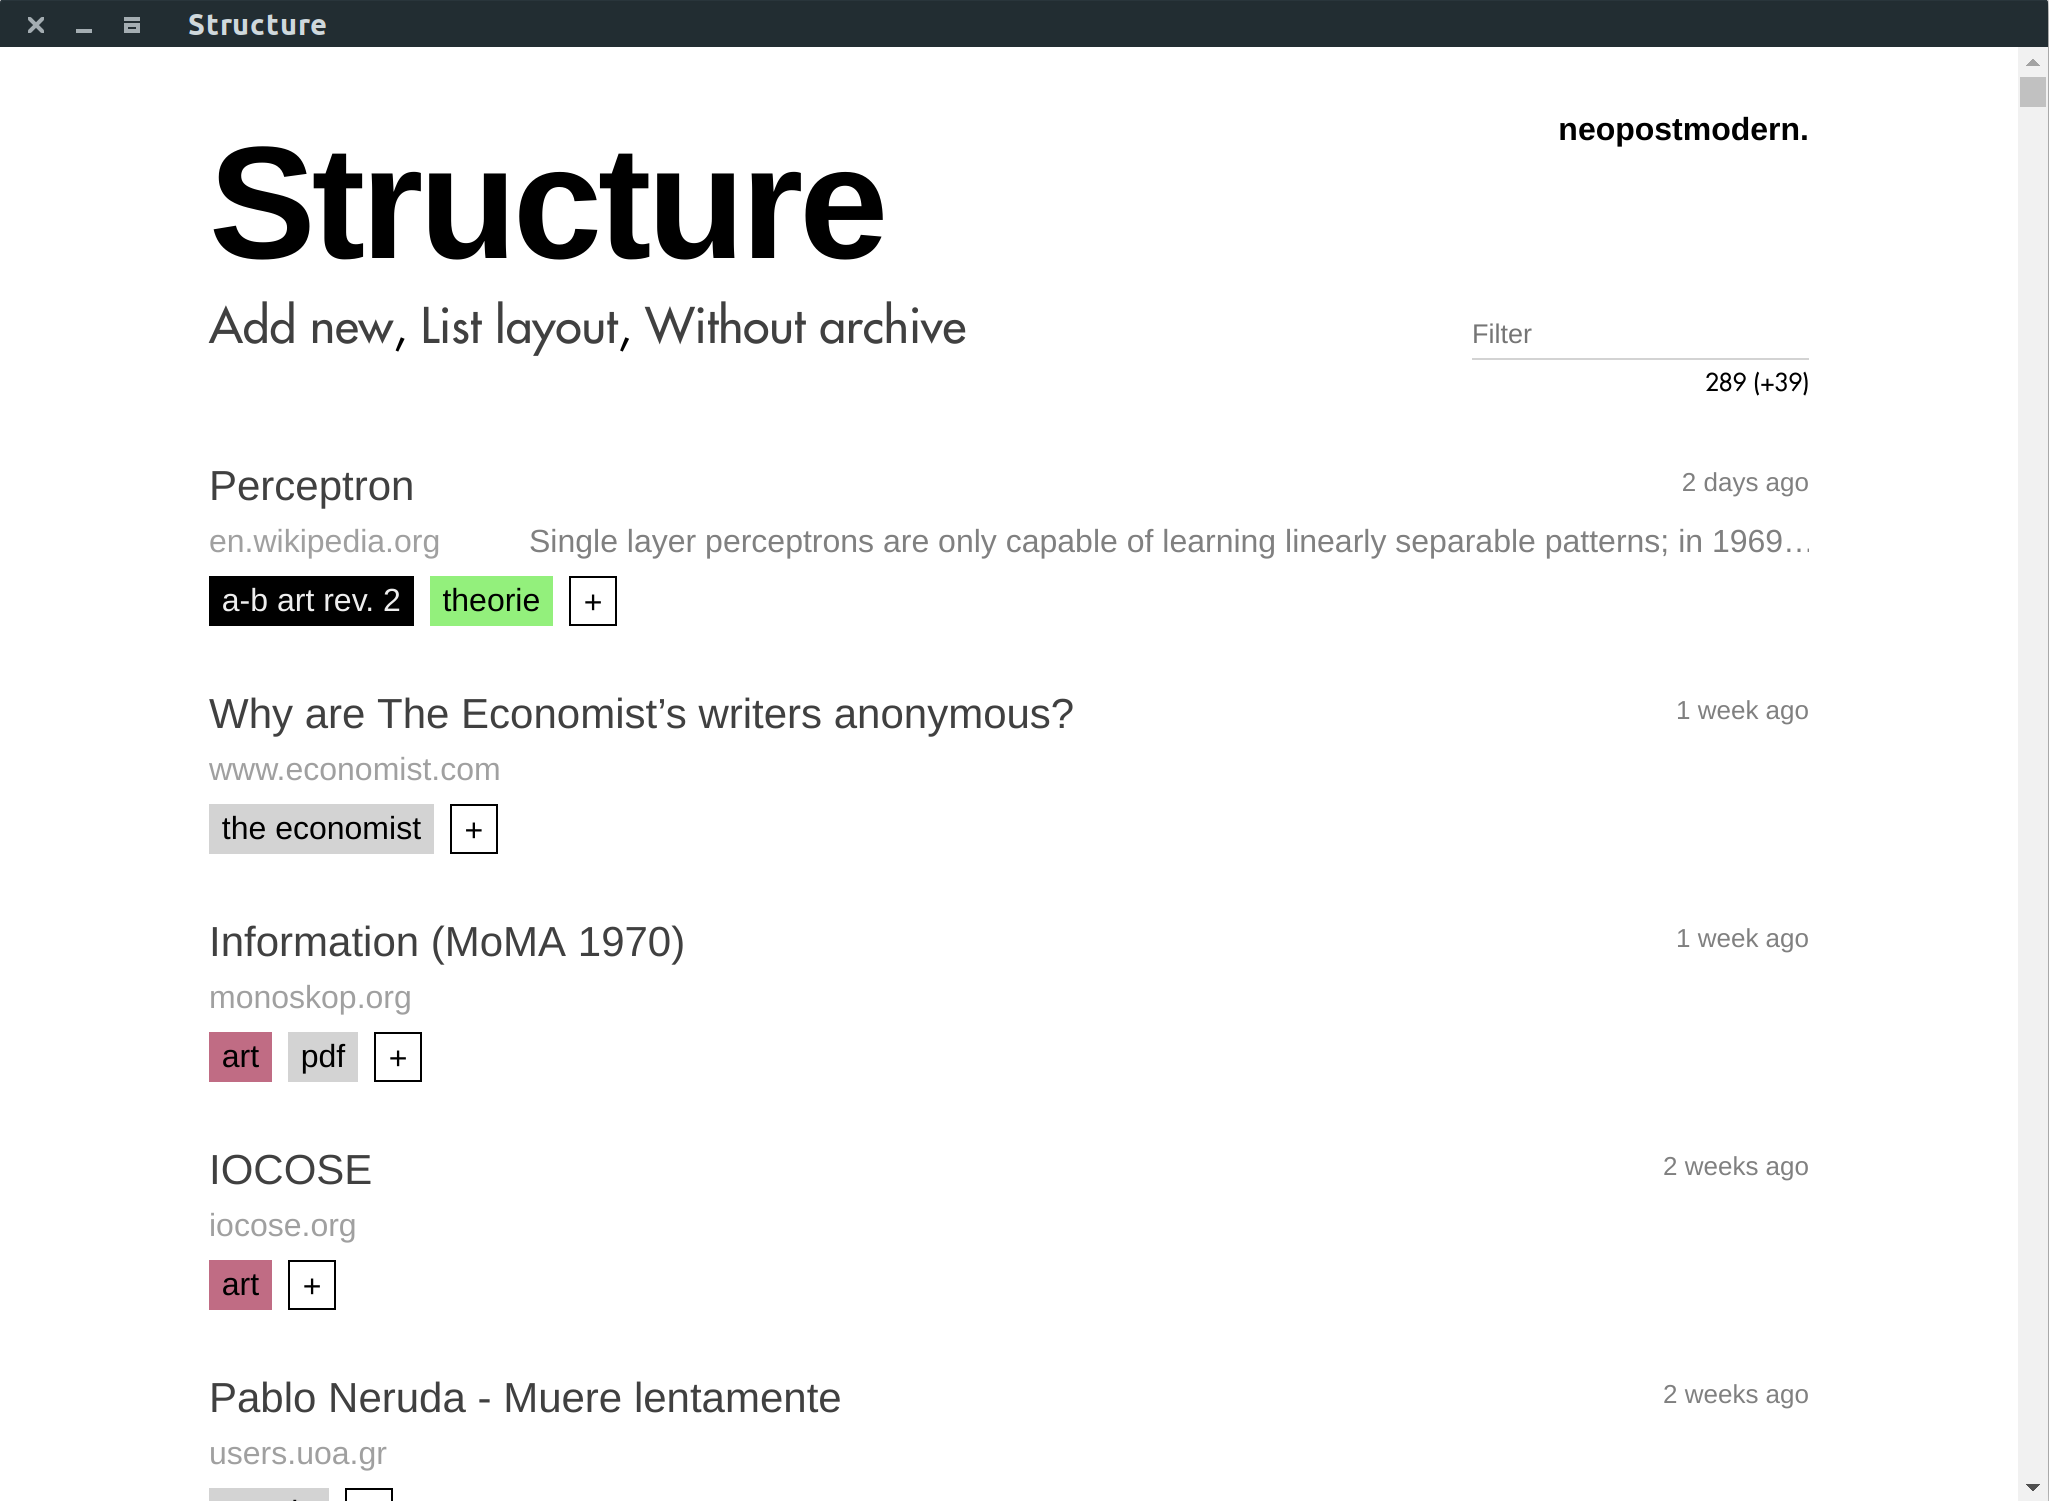 Structure
neopostmodern.
Structure
Add new, List layout, Without archive
Filter
289 (+39)
Perceptron
2 days ago
en.wikipedia.org
Single layer perceptrons are only capable of learning linearly separable patterns; in 1969…
a-b art rev. 2
theorie
+
Why are The Economist’s writers anonymous?
1 week ago
www.economist.com
the economist
+
Information (MoMA 1970)
1 week ago
monoskop.org
art
pdf
+
IOCOSE
2 weeks ago
iocose.org
art
+
Pablo Neruda - Muere lentamente
2 weeks ago
users.uoa.gr